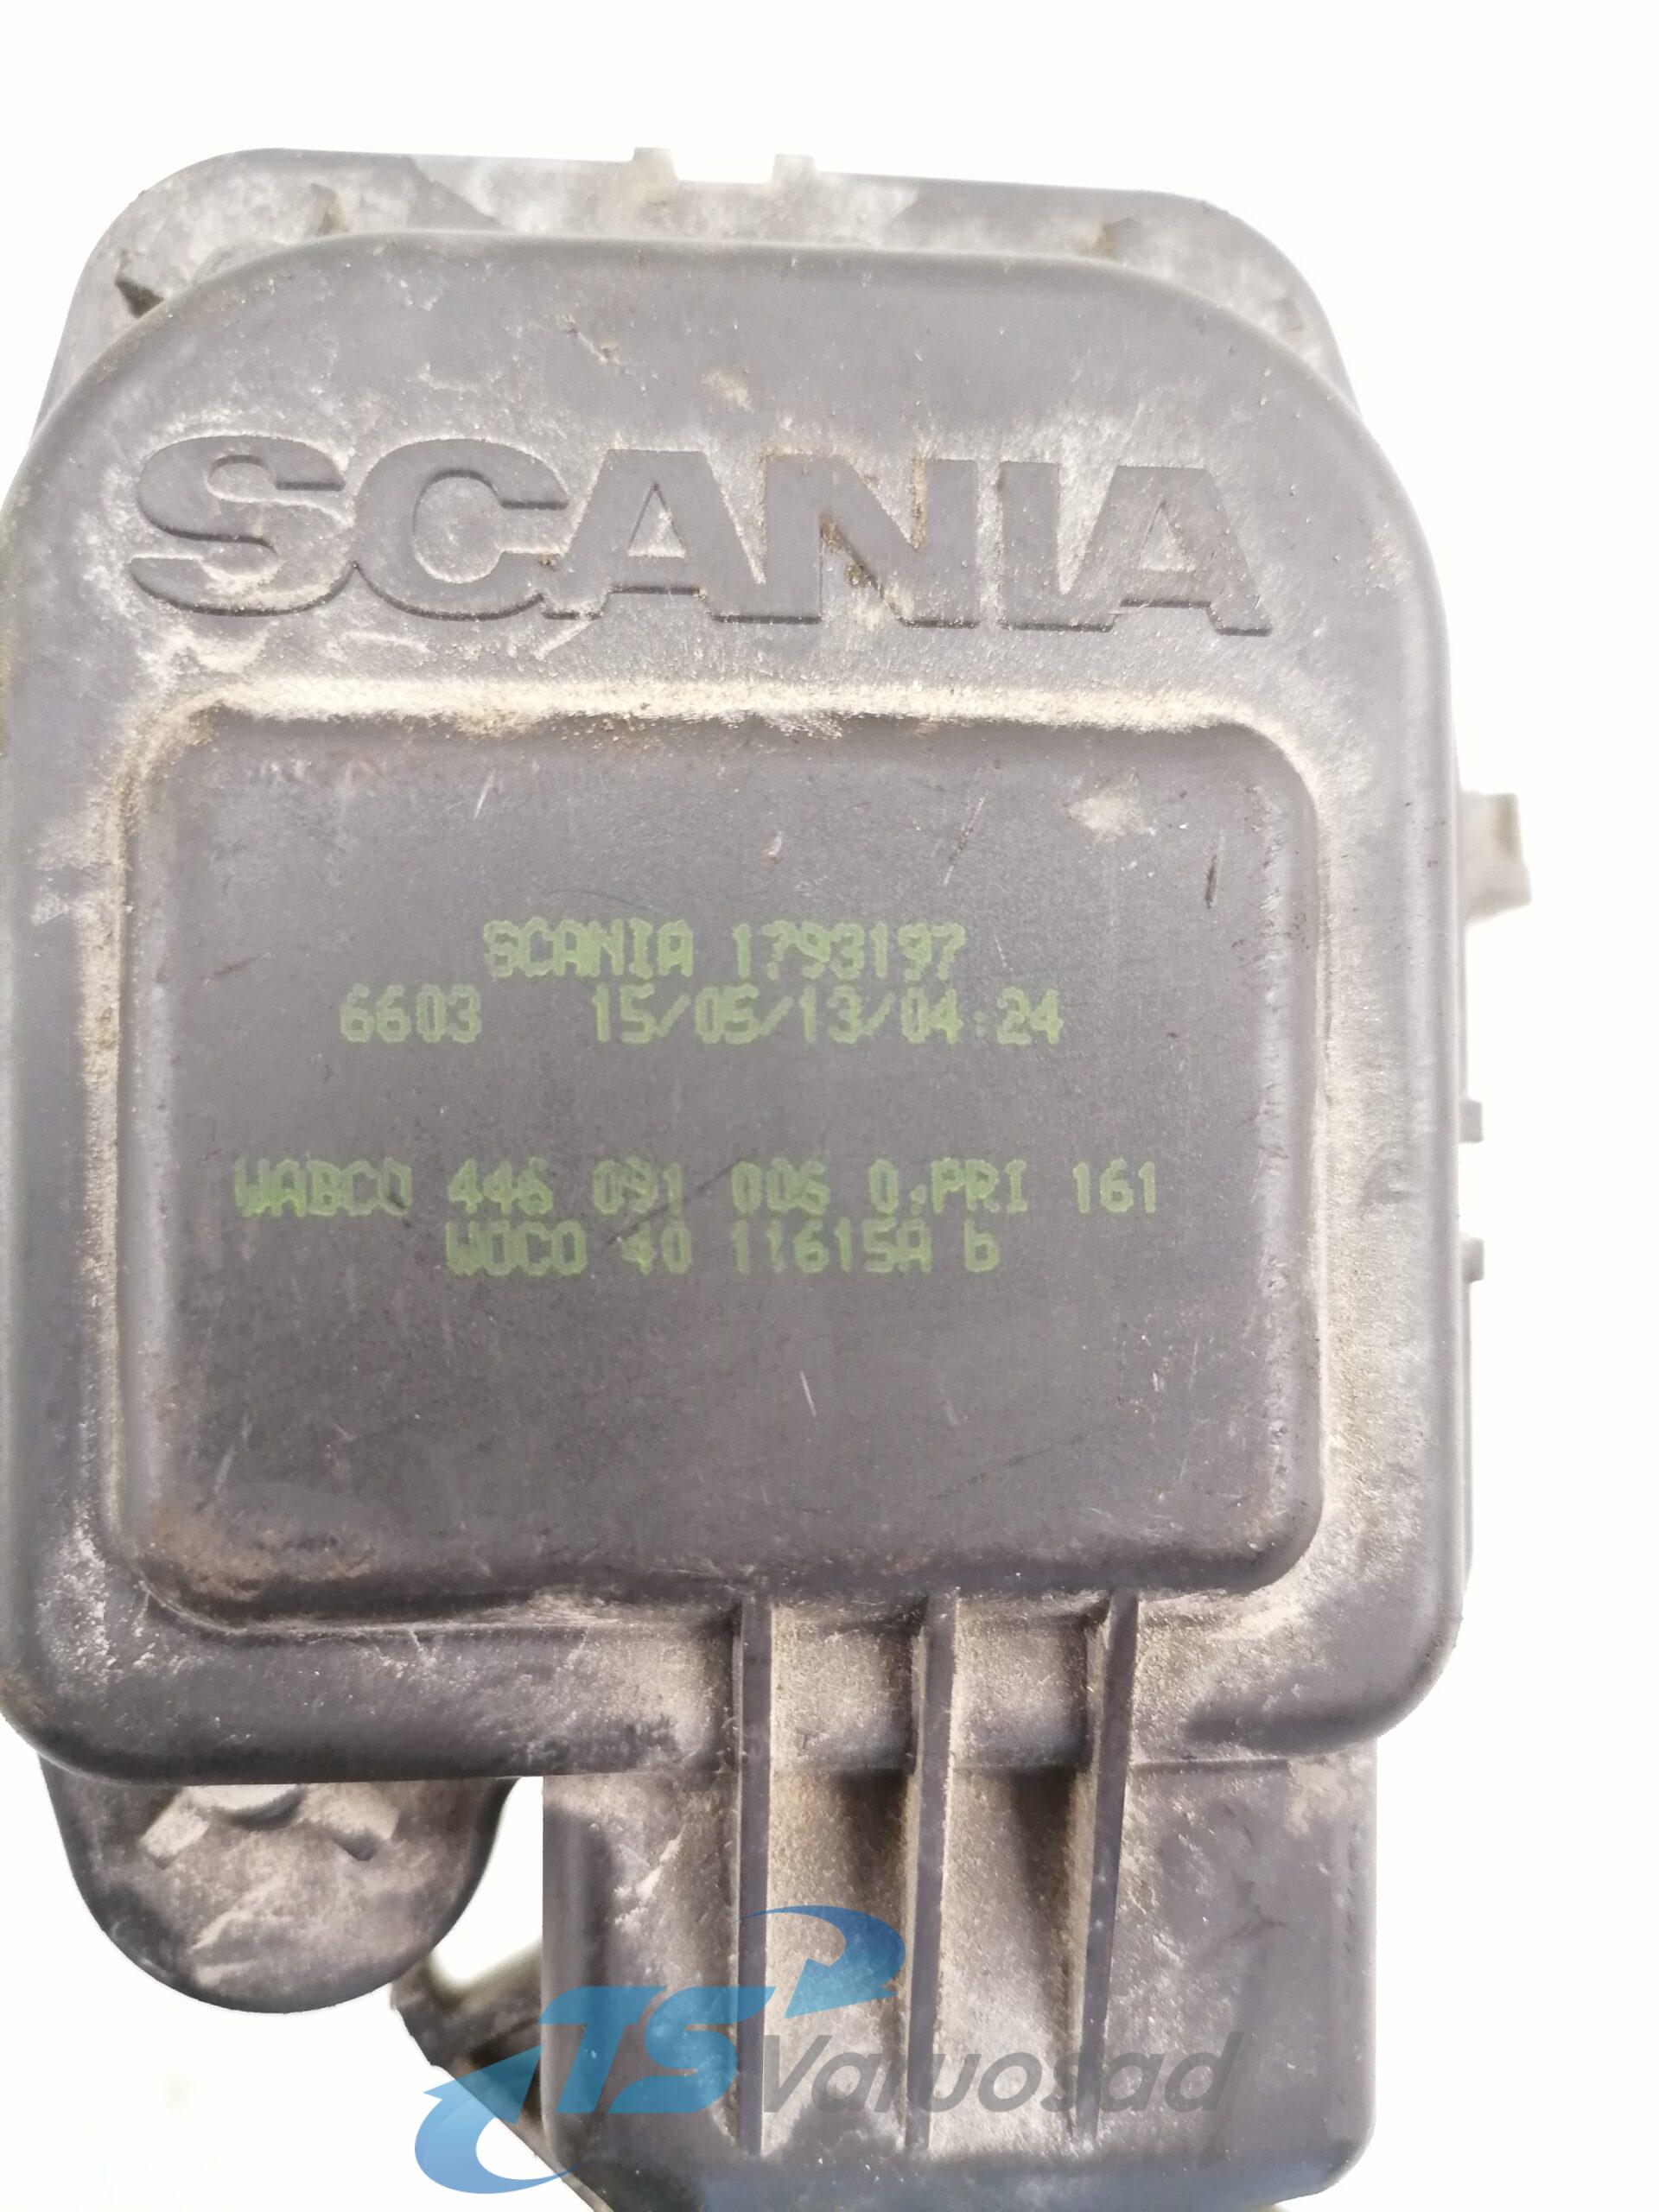 SCANIA
SCANIA 1793197
6603 15/05/13/04:24
WABCO 446 091 006 0.PRI 161
WOCO 40 11615A b
TS Varuosad